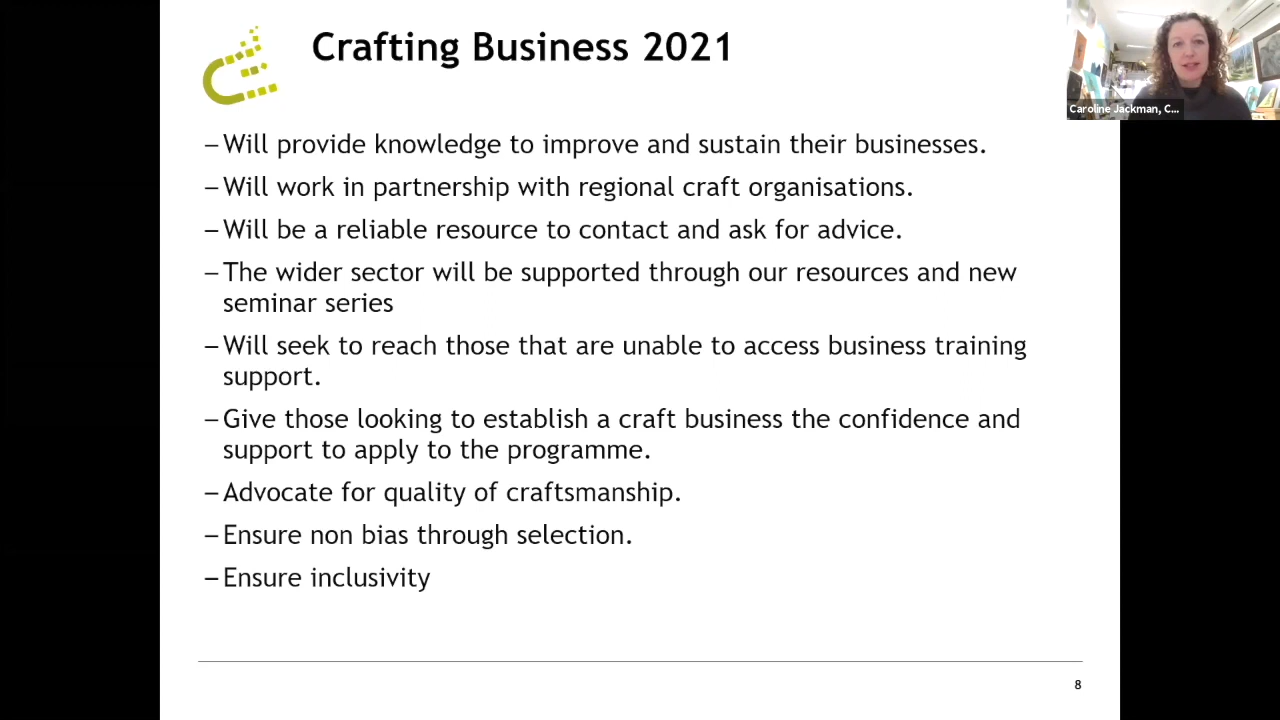 Crafting Business 2021
Caroline Jackman, C...
–Will provide knowledge to improve and sustain their businesses.
–Will work in partnership with regional craft organisations.
–Will be a reliable resource to contact and ask for advice.
–The wider sector will be supported through our resources and new
seminar series
–Will seek to reach those that are unable to access business training
support.
–Give those looking to establish a craft business the confidence and
support to apply to the programme.
–Advocate for quality of craftsmanship.
–Ensure non bias through selection.
–Ensure inclusivity
8